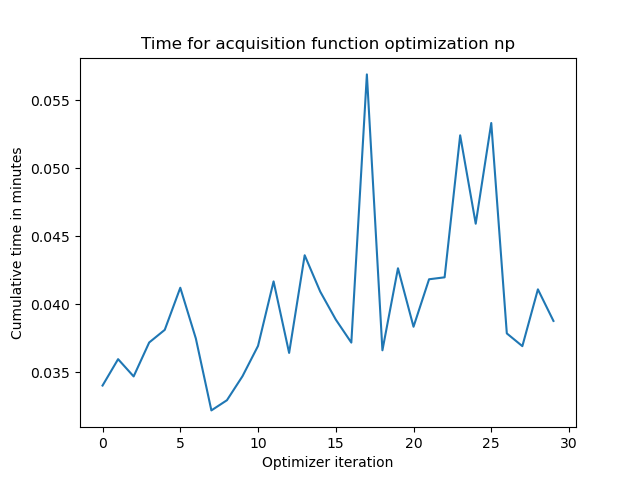 Time for acquisition function optimization np
0.055
0.050
0.045
0.040
0.035
Cumulative time in minutes
0 5 10 15 20 25 30
Optimizer iteration